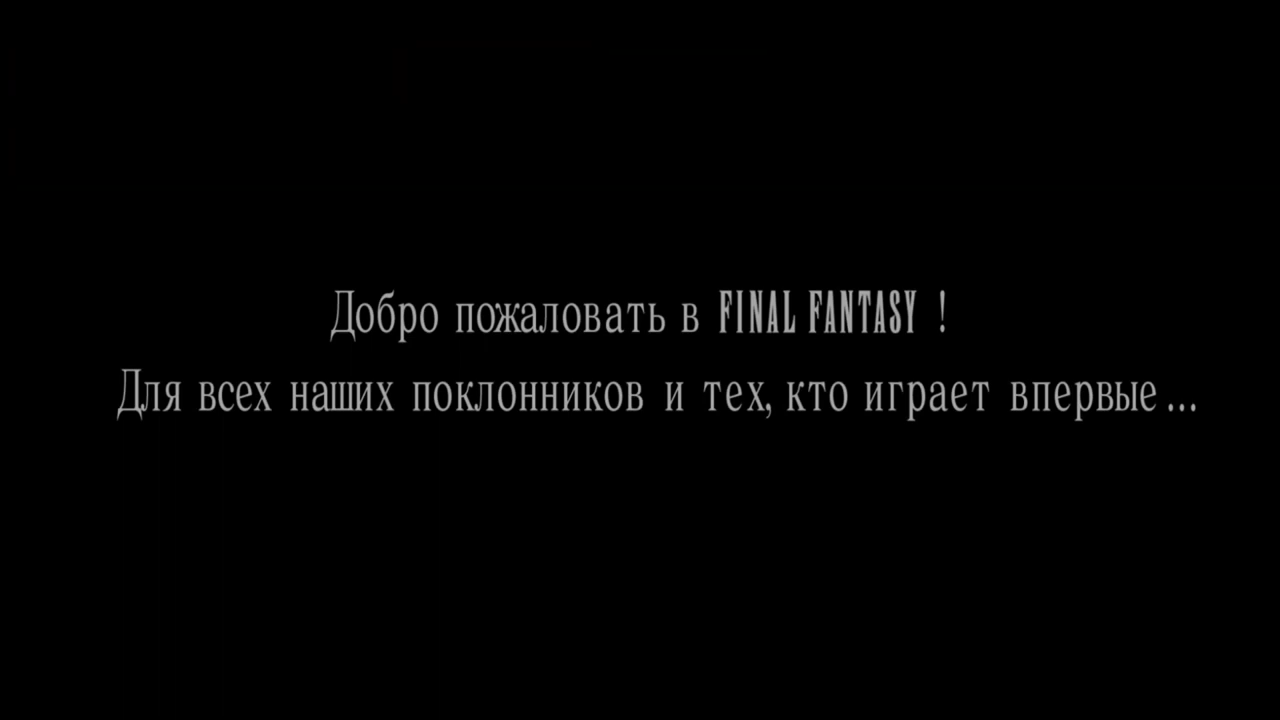 Добро пожаловать в FINAL FANTASY !
Для всех наших поклонников и тех, кто играет впервые...